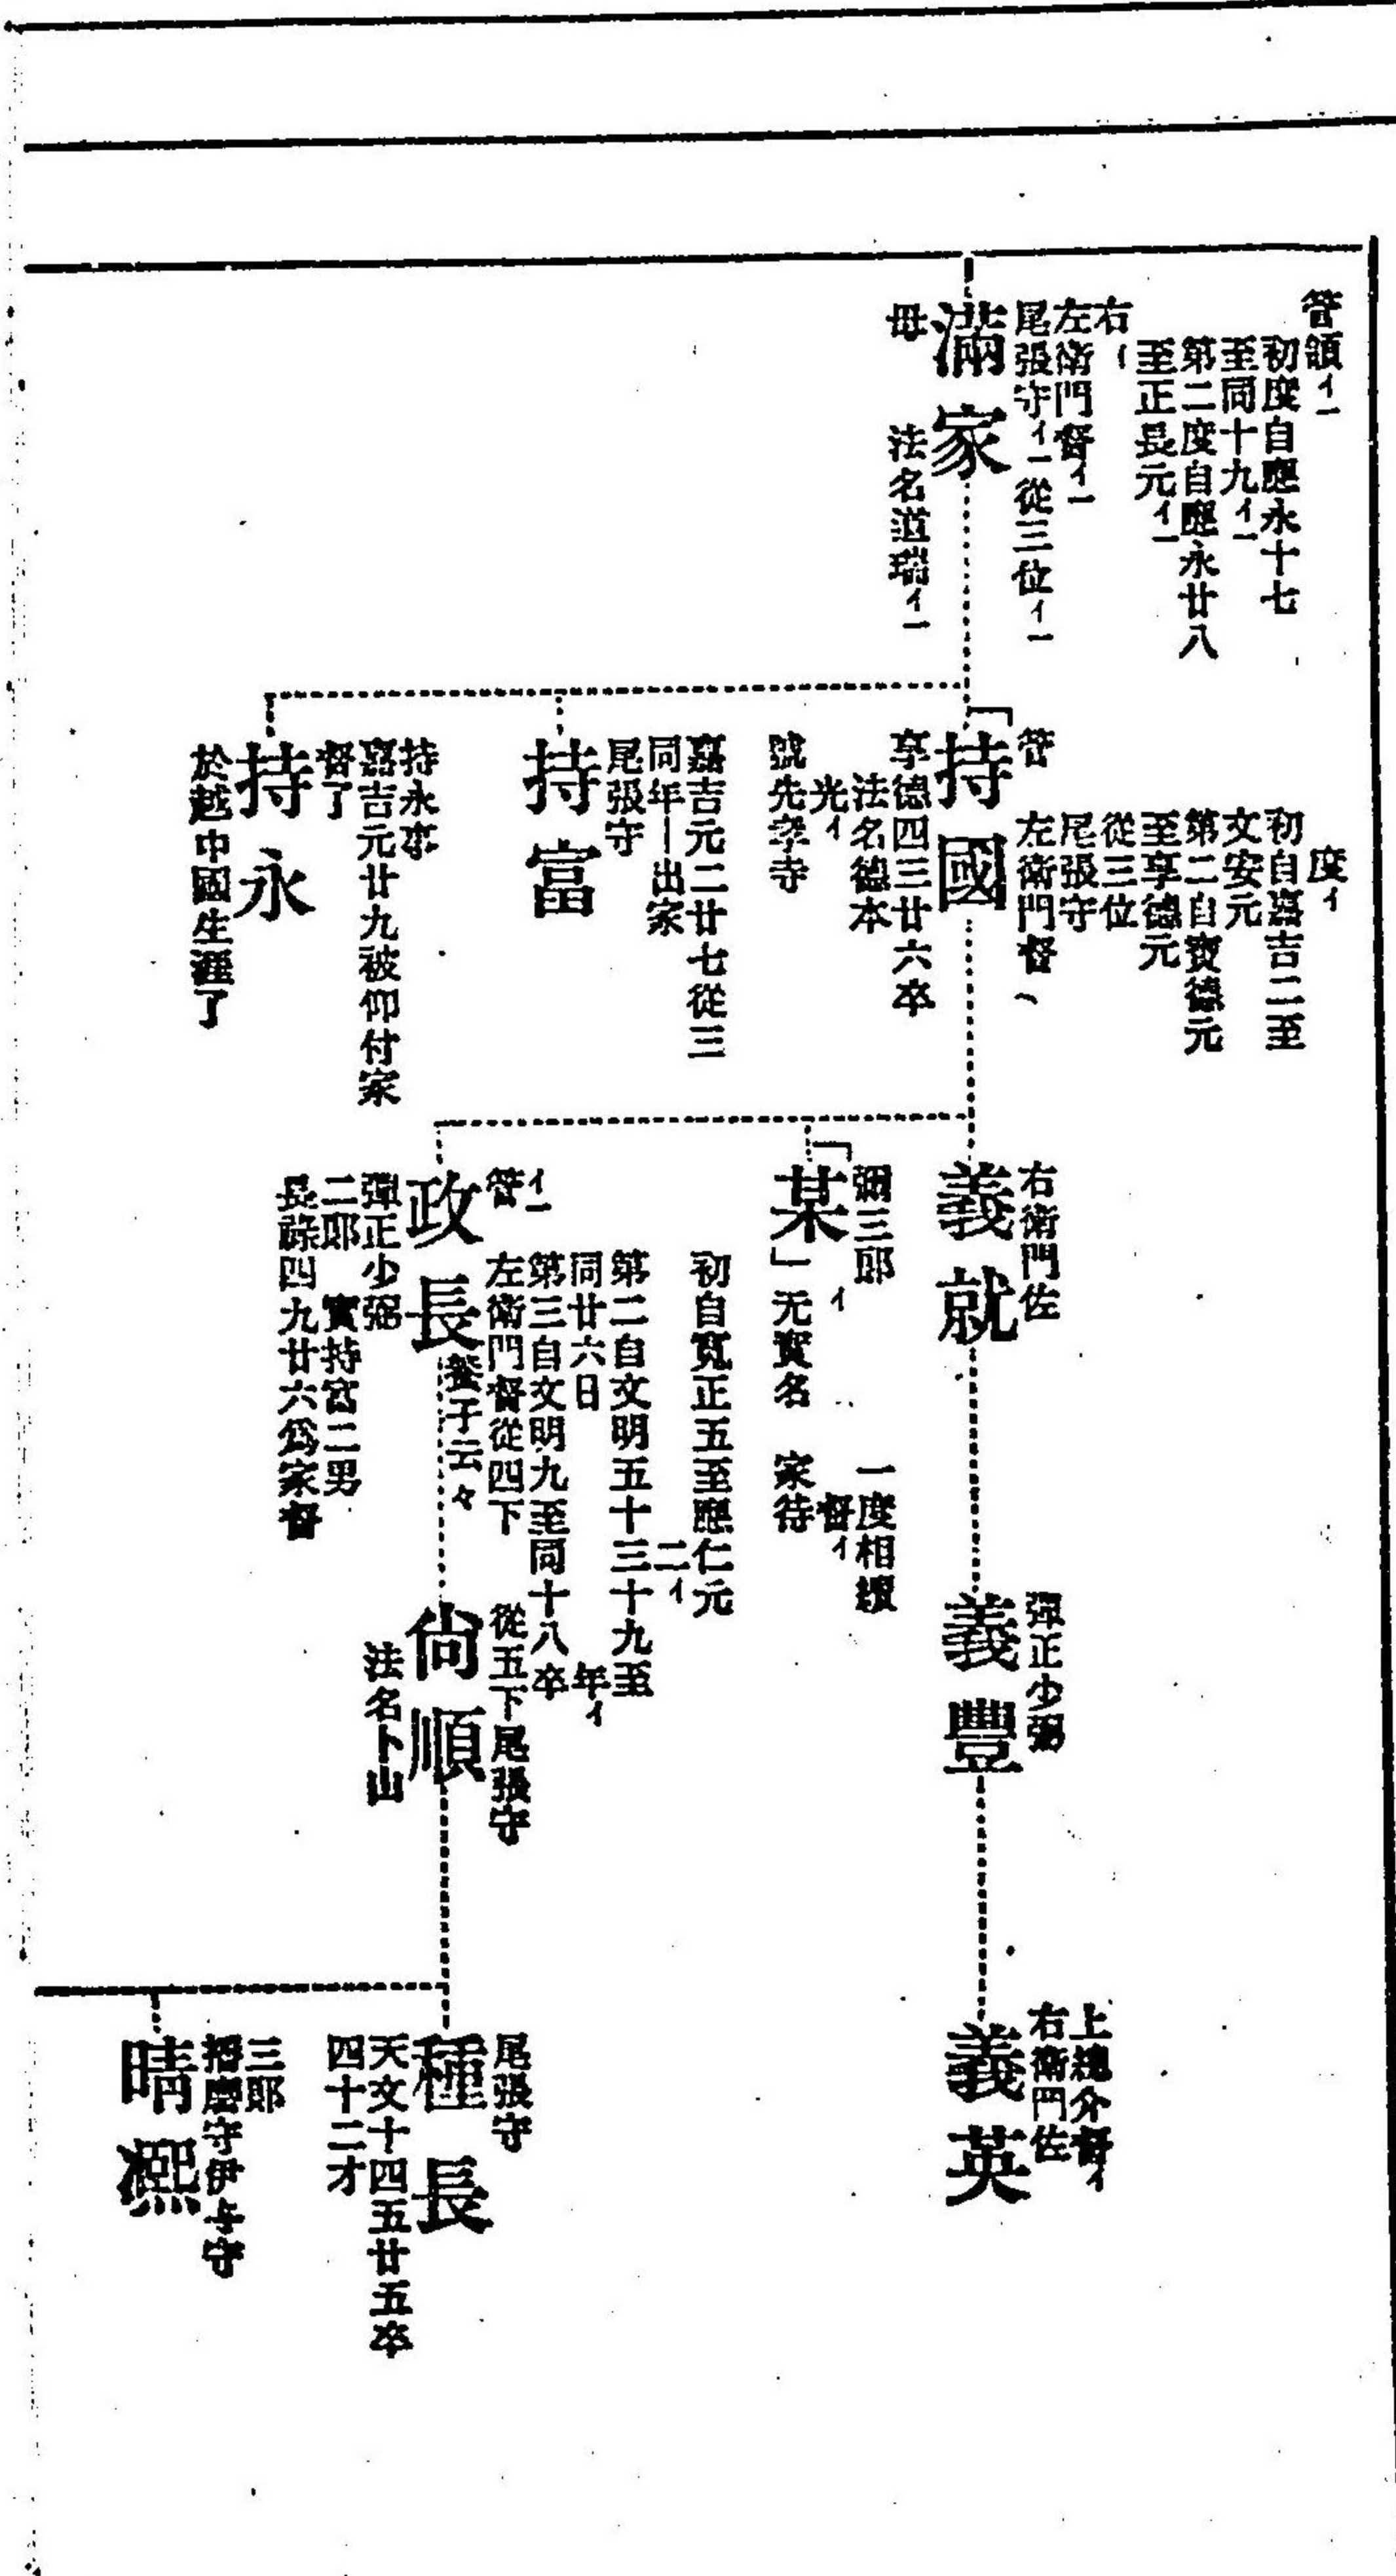 管領イ一
初度自應永十七
至同十九イ一
第二度自應永廿八
至正長元イ一
右イ
左衛門督イ一
尾張守イ一從三位イ一
滿家
母　法名道瑞イ一
度イ
初自嘉吉二至
文安元
第二自寶德元
至享德元
從三位
尾張守
管　左衛門督
持國
享德四三廿六卒
法名德本
光イ
號先孝寺
嘉吉元二廿七從三
同年―出家
尾張守
持富
持永事
嘉吉元廿九被仰付家
督了
持永
於越中國生涯了
右衛門佐
義就
彌三郎　一度相續
イ　督イ
某」一无實名　家待
初自寬正五至應仁元
二イ
第二自文明五十三十九至
同廿六日　年イ
第三自文明九至同十八卒
イ一
管　左衛門督從四下
政長養子云々
彈正少弼
二郎　實持富二男
長祿四九廿六爲家督
彈正少弼
義豐
從五下尾張守
尙順
法名卜山
上總介督イ
右衛門佐
義英
尾張守
種長
天文十四五廿五卒
四十二才
三郎
播磨守伊与守
晴熈